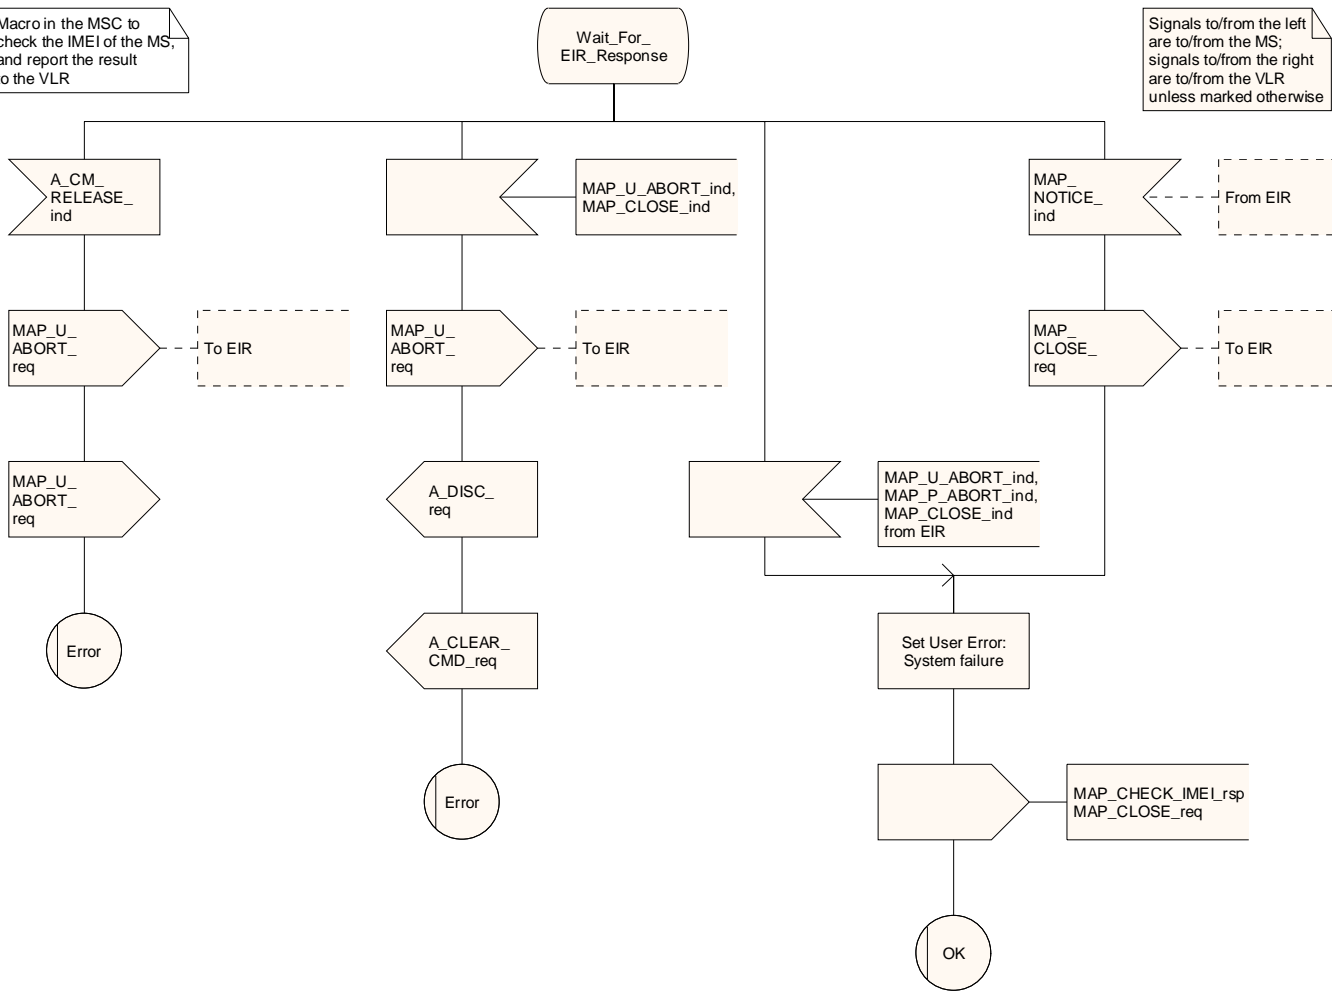 Macro in the MSC to
check the IMEI of the MS,
and report the result
to the VLR
Wait_For_
EIR_Response
Signals to/from the left
are to/from the MS;
signals to/from the right
are to/from the VLR
unless marked otherwise
A_CM_
RELEASE_
ind
MAP_U_ABORT_ind,
MAP_CLOSE_ind
MAP_
NOTICE_
ind
From EIR
MAP_U_
ABORT_
req
To EIR
MAP_U_
ABORT_
req
To EIR
MAP_
CLOSE_
req
To EIR
MAP_U_
ABORT_
req
A_DISC_
req
MAP_U_ABORT_ind,
MAP_P_ABORT_ind,
MAP_CLOSE_ind
from EIR
Error
A_CLEAR_
CMD_req
Set User Error:
System failure
Error
MAP_CHECK_IMEI_rsp
MAP_CLOSE_req
OK